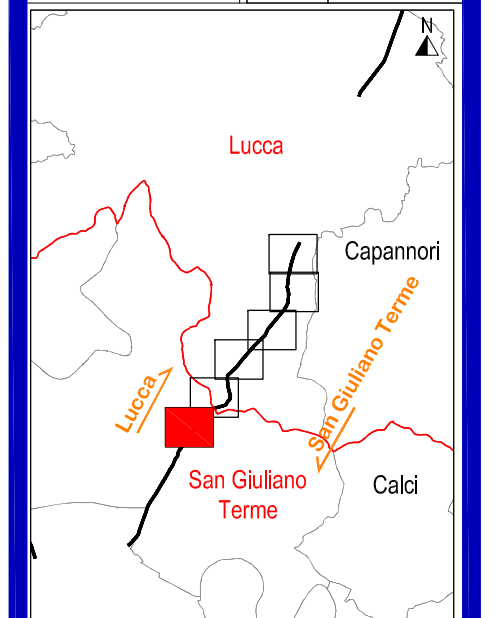 N
Lucca
Capannori
San Giuliano Terme
Lucca
San Giuliano
Terme
Calci